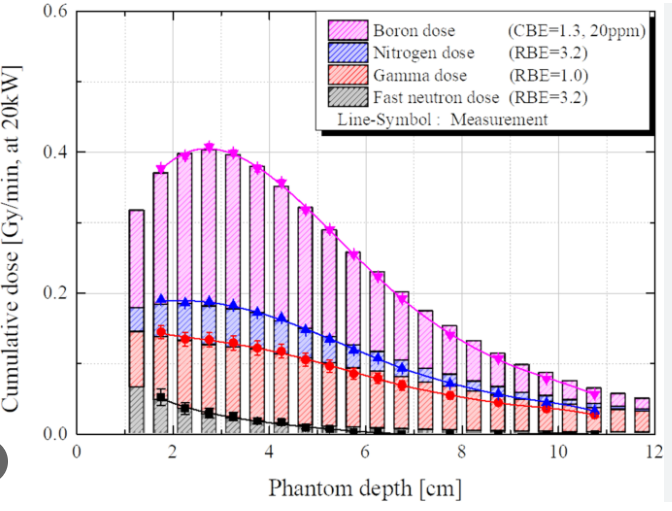 0.6
0.4
0.2
0.0
Cumulative dose [Gy/min, at 20kW]
Boron dose (CBE=1.3, 20ppm)
Nitrogen dose (RBE=3.2)
Gamma dose (RBE=1.0)
Fast neutron dose (RBE=3.2)
Line-Symbol : Measurement
0 2 4 6 8 10 12
Phantom depth [cm]